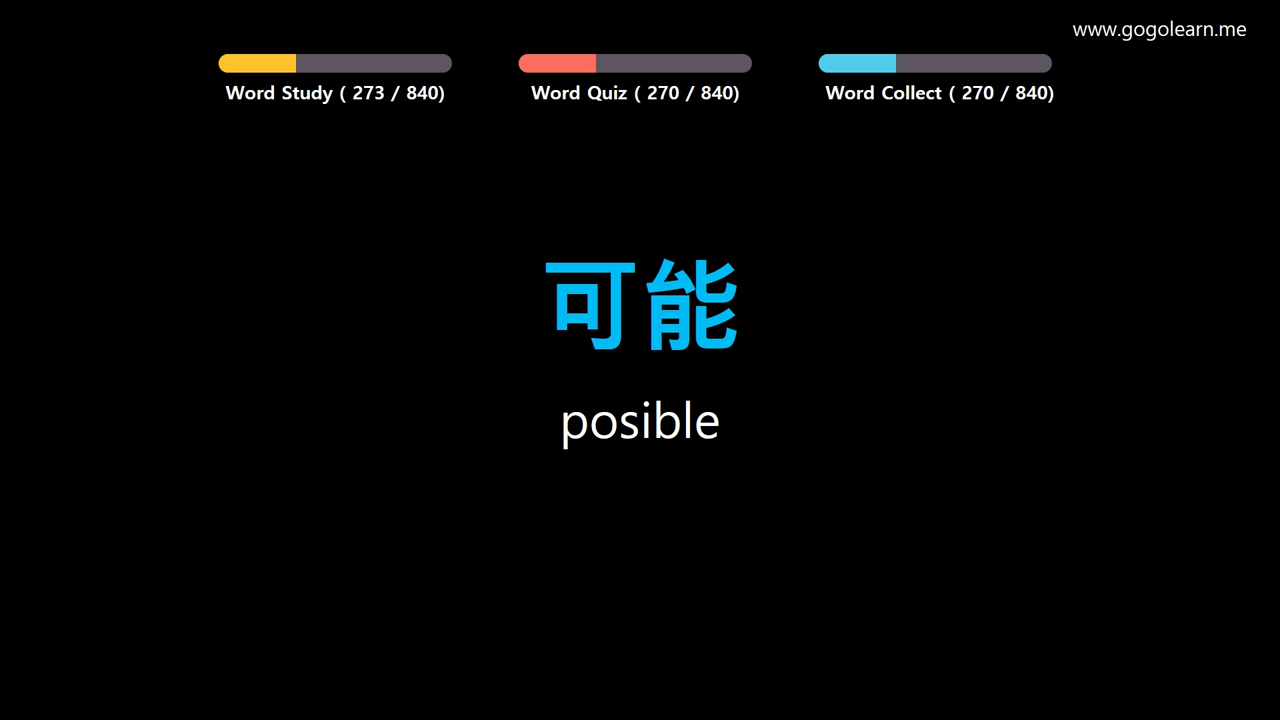 www.gogolearn.me
Word Study ( 273 / 840)
Word Quiz ( 270 / 840)
Word Collect ( 270 / 840)
可能
posible